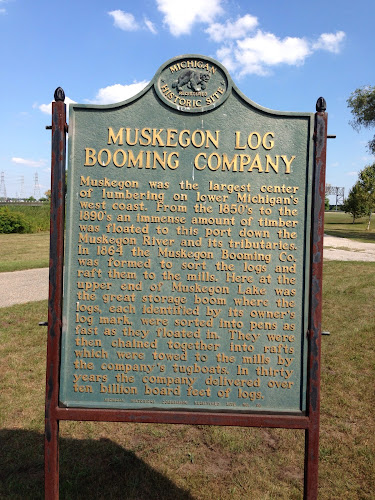 MICHIGAN
REGISTERED
HISTORIC SITE
MUSKEGON LOG
BOOMING COMPANY
Muskegon was the largest center
of lumbering on lower Michigan's
west coast. From the 1850's to the
1890's an immense amount of timber
was floated to this port down the
Muskegon River and its tributaries.
In 1864 the Muskegon Booming Co.
was formed to sort the logs and
raft them to the mills. Here at the
upper end of Muskegon Lake was
the great storage boom where the
logs, each identified by its owner's
log mark, were sorted into pens as
fast as they floated in. They were
then chained together into rafts
which were towed to the mills by
the company's tugboats. In thirty
years the company delivered over
ten billion board feet of logs.